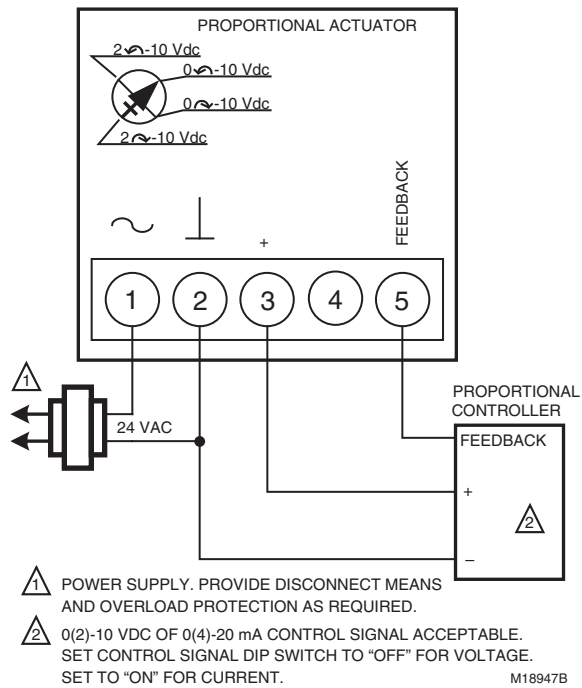 PROPORTIONAL ACTUATOR
2 -10 Vdc
0 -10 Vdc
0 -10 Vdc
2 -10 Vdc
FEEDBACK
+
1 2 3 4 5
1
24 VAC
PROPORTIONAL
CONTROLLER
FEEDBACK
+
2
–
1 POWER SUPPLY. PROVIDE DISCONNECT MEANS
AND OVERLOAD PROTECTION AS REQUIRED.
2 0(2)-10 VDC OF 0(4)-20 mA CONTROL SIGNAL ACCEPTABLE.
SET CONTROL SIGNAL DIP SWITCH TO “OFF” FOR VOLTAGE.
SET TO “ON” FOR CURRENT.
M18947B